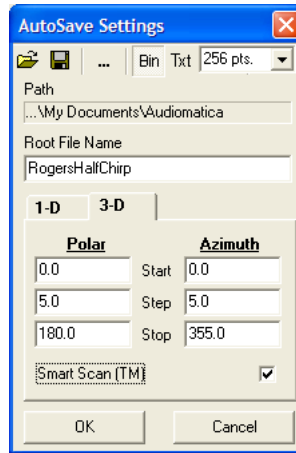 AutoSave Settings
... Bin Txt 256 pts.
Path
...\My Documents\Audiomatica
Root File Name
RogersHalfChirp
1-D 3-D
Polar Azimuth
0.0 Start 0.0
5.0 Step 5.0
180.0 Stop 355.0
Smart Scan (TM)
OK Cancel